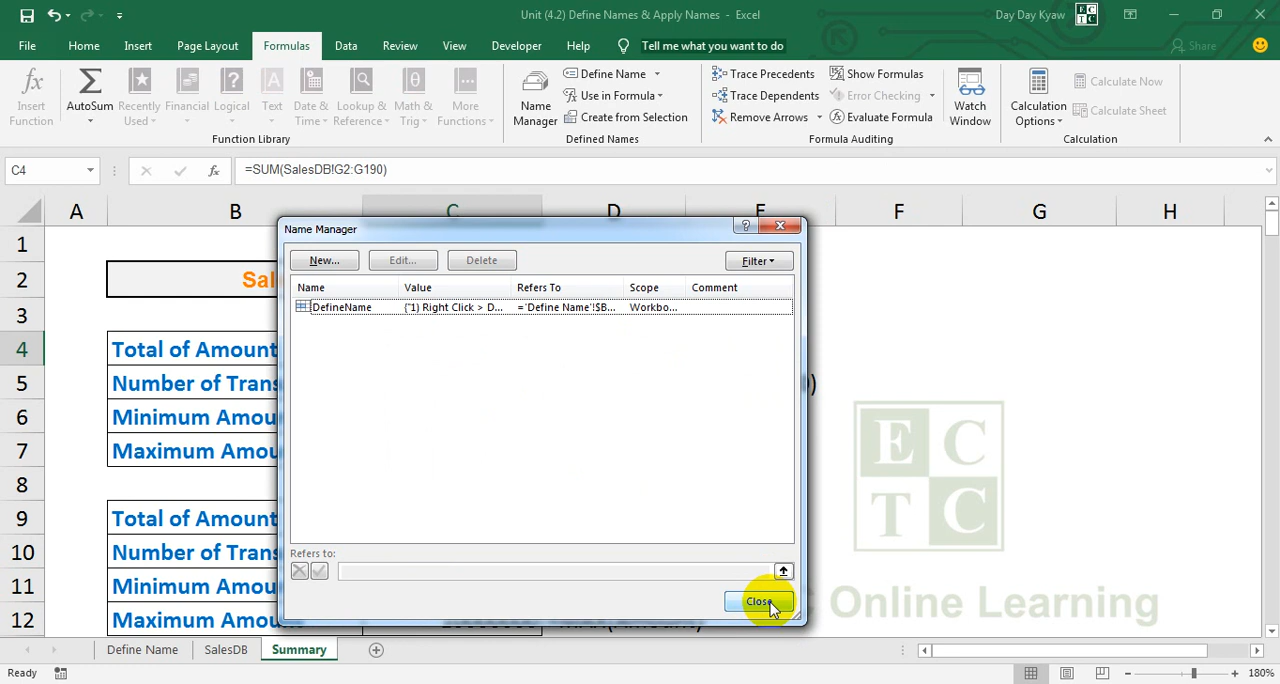 Unit (4.2) Define Names & Apply Names - Excel
Day Day Kyaw
EC
TC
File Home Insert Page Layout Formulas Data Review View Developer Help Tell me what you want to do Share
Insert Function
AutoSum
Recently Used
Financial
Logical
Text
Date & Time
Lookup & Reference
Math & Trig
More Functions
Function Library
Name Manager
Define Name
Use in Formula
Create from Selection
Defined Names
Trace Precedents
Trace Dependents
Remove Arrows
Show Formulas
Error Checking
Evaluate Formula
Formula Auditing
Watch Window
Calculation Options
Calculate Now
Calculate Sheet
Calculation
C4
fx
=SUM(SalesDB!G2:G190)
A B C D E F G H
1
2 Sal
3
4 Total of Amount
5 Number of Trans
6 Minimum Amou
7 Maximum Amou
8
9 Total of Amount
10 Number of Trans
11 Minimum Amou
12 Maximum Amou
Name Manager
New... Edit... Delete Filter
Name Value Refers To Scope Comment
DefineName {"1) Right Click > D... ='Define Name'!$B... Workbo...
Refers to:
Close
E C
T C
Online Learning
Define Name SalesDB Summary
Ready
180%